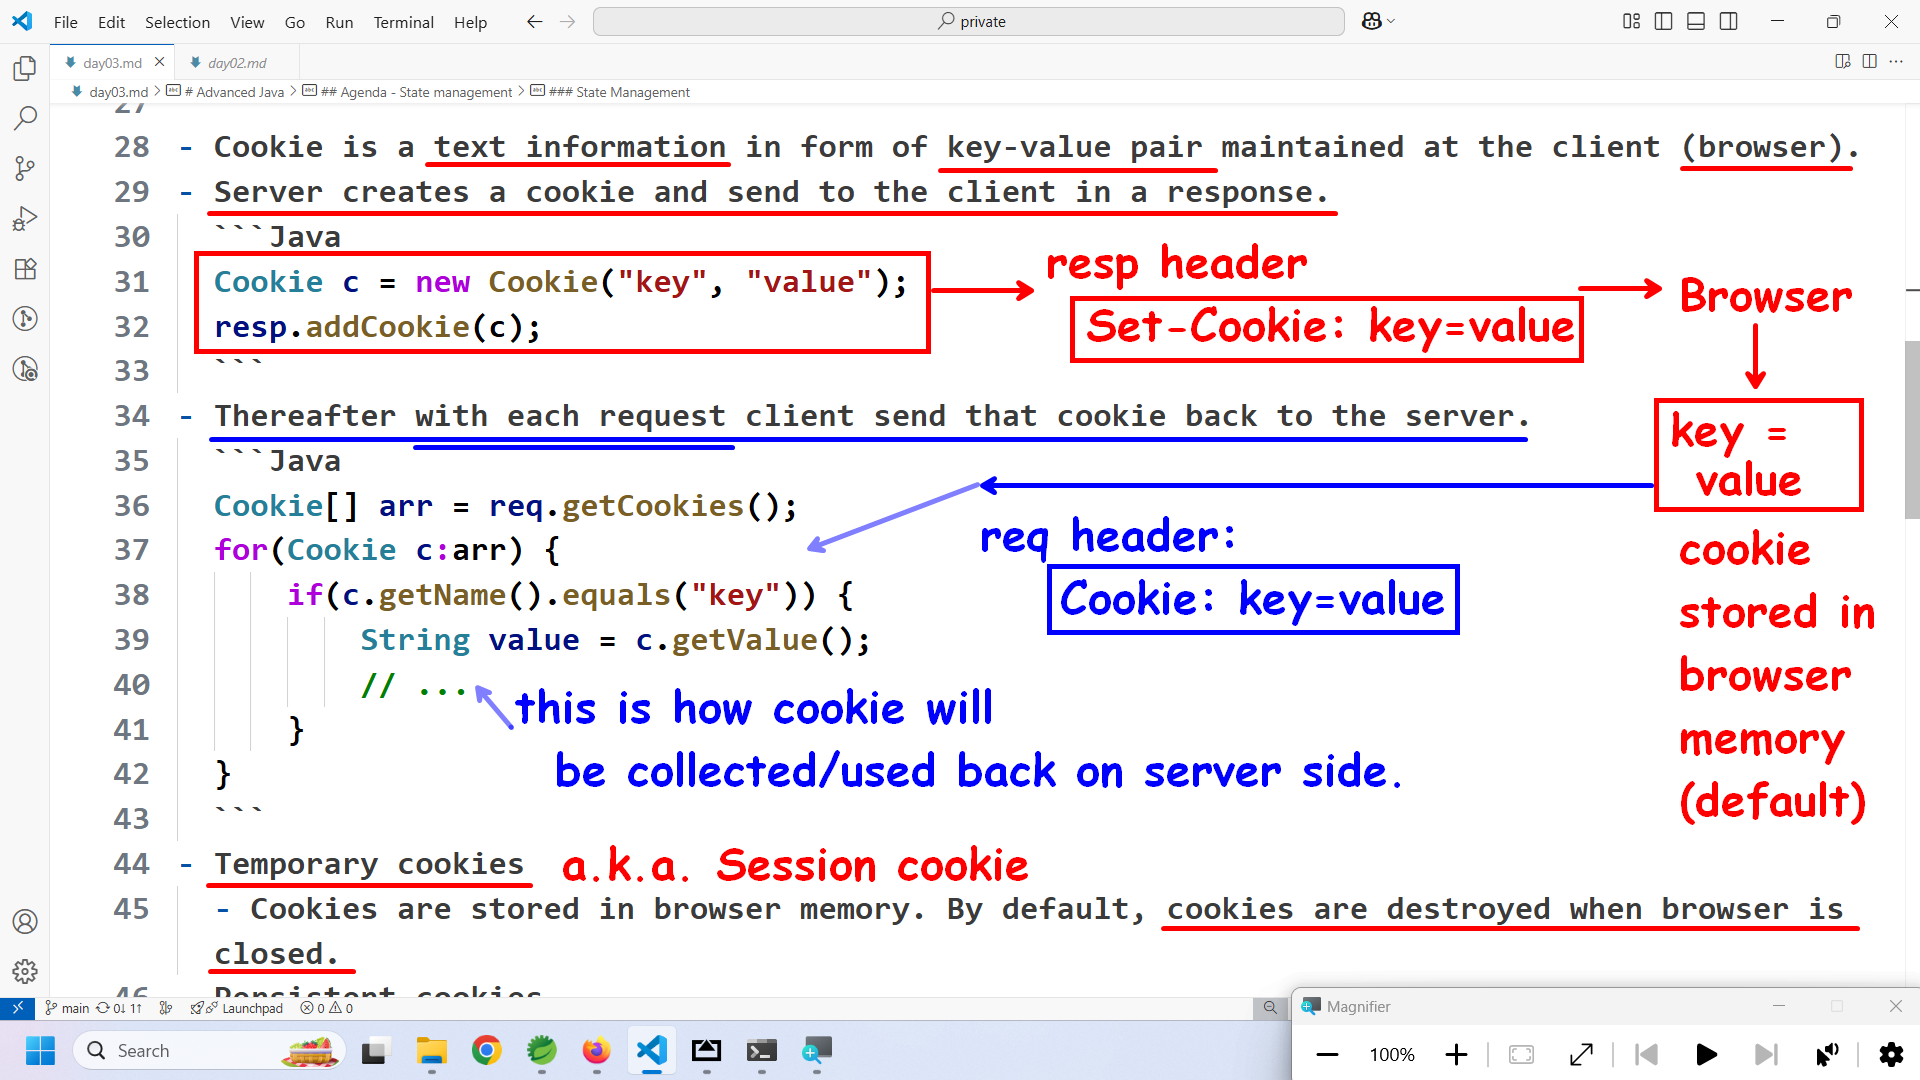 File Edit Selection View Go Run Terminal Help
private
day03.md
day02.md
day03.md > # Advanced Java > ## Agenda - State management > ### State Management
27
28 - Cookie is a text information in form of key-value pair maintained at the client (browser).
29 - Server creates a cookie and send to the client in a response.
30 ```Java
31 Cookie c = new Cookie("key", "value");
32 resp.addCookie(c);
33 ```
resp header
Set-Cookie: key=value
Browser
34 - Thereafter with each request client send that cookie back to the server.
35 ```Java
36 Cookie[] arr = req.getCookies();
37 for(Cookie c:arr) {
38 if(c.getName().equals("key")) {
39 String value = c.getValue();
40 // ...
41 }
42 }
43 ```
key =
value
req header:
Cookie: key=value
cookie
stored in
browser
memory
(default)
this is how cookie will
be collected/used back on server side.
44 - Temporary cookies
a.k.a. Session cookie
45 - Cookies are stored in browser memory. By default, cookies are destroyed when browser is
closed.
46 Persistent cookies
main 0↓ 1↑ Launchpad 0 0
Magnifier
Search
100%